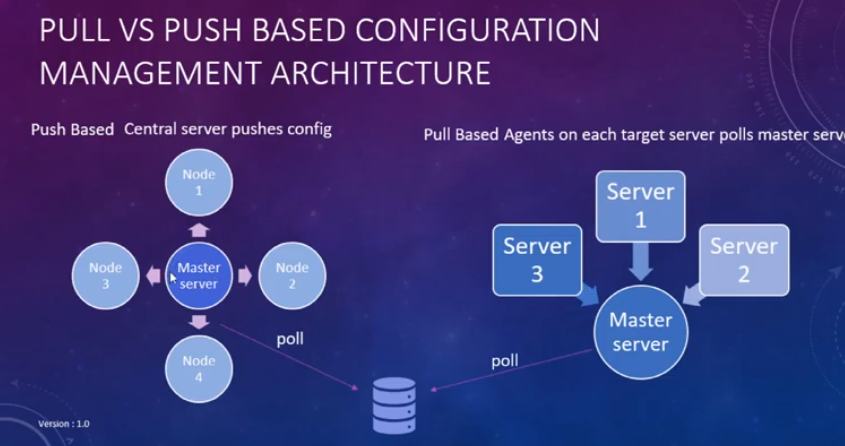 PULL VS PUSH BASED CONFIGURATION
MANAGEMENT ARCHITECTURE
Push Based Central server pushes config
Node
1
Node
3
Master
server
Node
2
Node
4
poll
Pull Based Agents on each target server polls master serve
Server
1
Server
3
Server
2
Master
server
poll
Version : 1.0